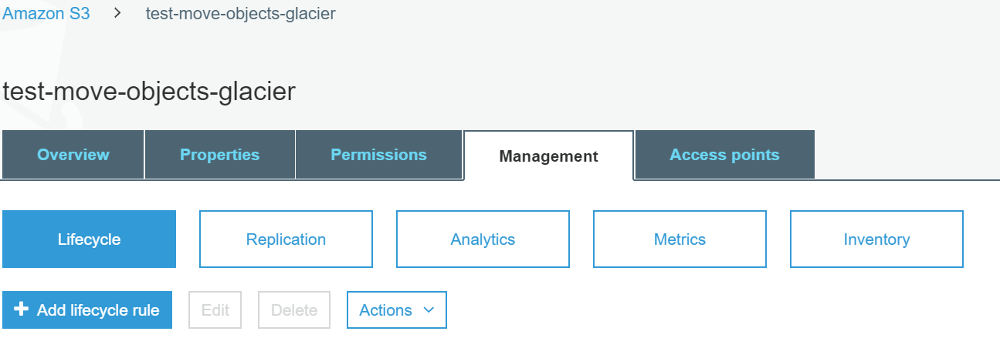 Amazon S3 > test-move-objects-glacier
test-move-objects-glacier
Overview Properties Permissions Management Access points
Lifecycle Replication Analytics Metrics Inventory
+ Add lifecycle rule Edit Delete Actions